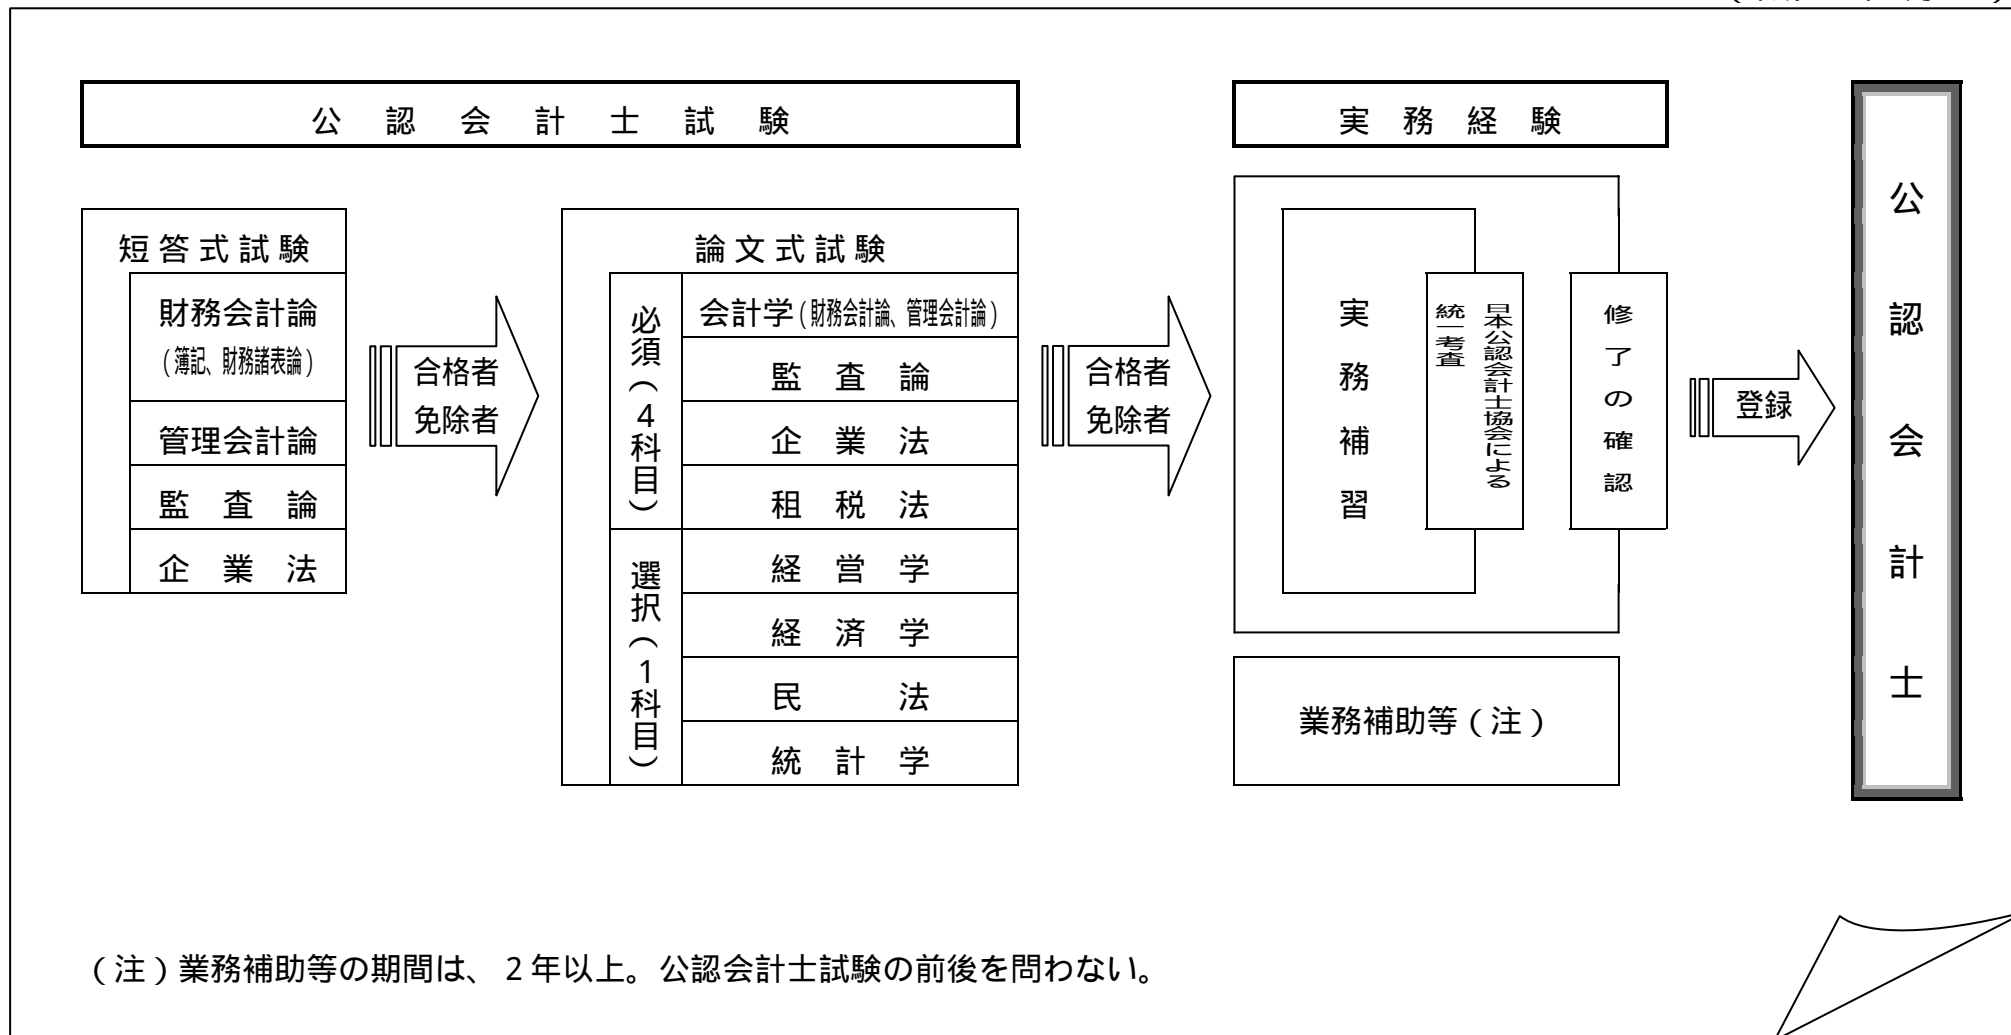 公認会計士試験
短答式試験
財務会計論
(簿記、財務諸表論)
管理会計論
監査論
企業法
合格者
免除者
論文式試験
必須(4科目)
会計学(財務会計論、管理会計論)
監査論
企業法
租税法
選択(1科目)
経営学
経済学
民法
統計学
合格者
免除者
実務経験
実務補習
日本公認会計士協会による
統一考査
修了の確認
業務補助等(注)
登録
公認会計士
(注)業務補助等の期間は、2年以上。公認会計士試験の前後を問わない。